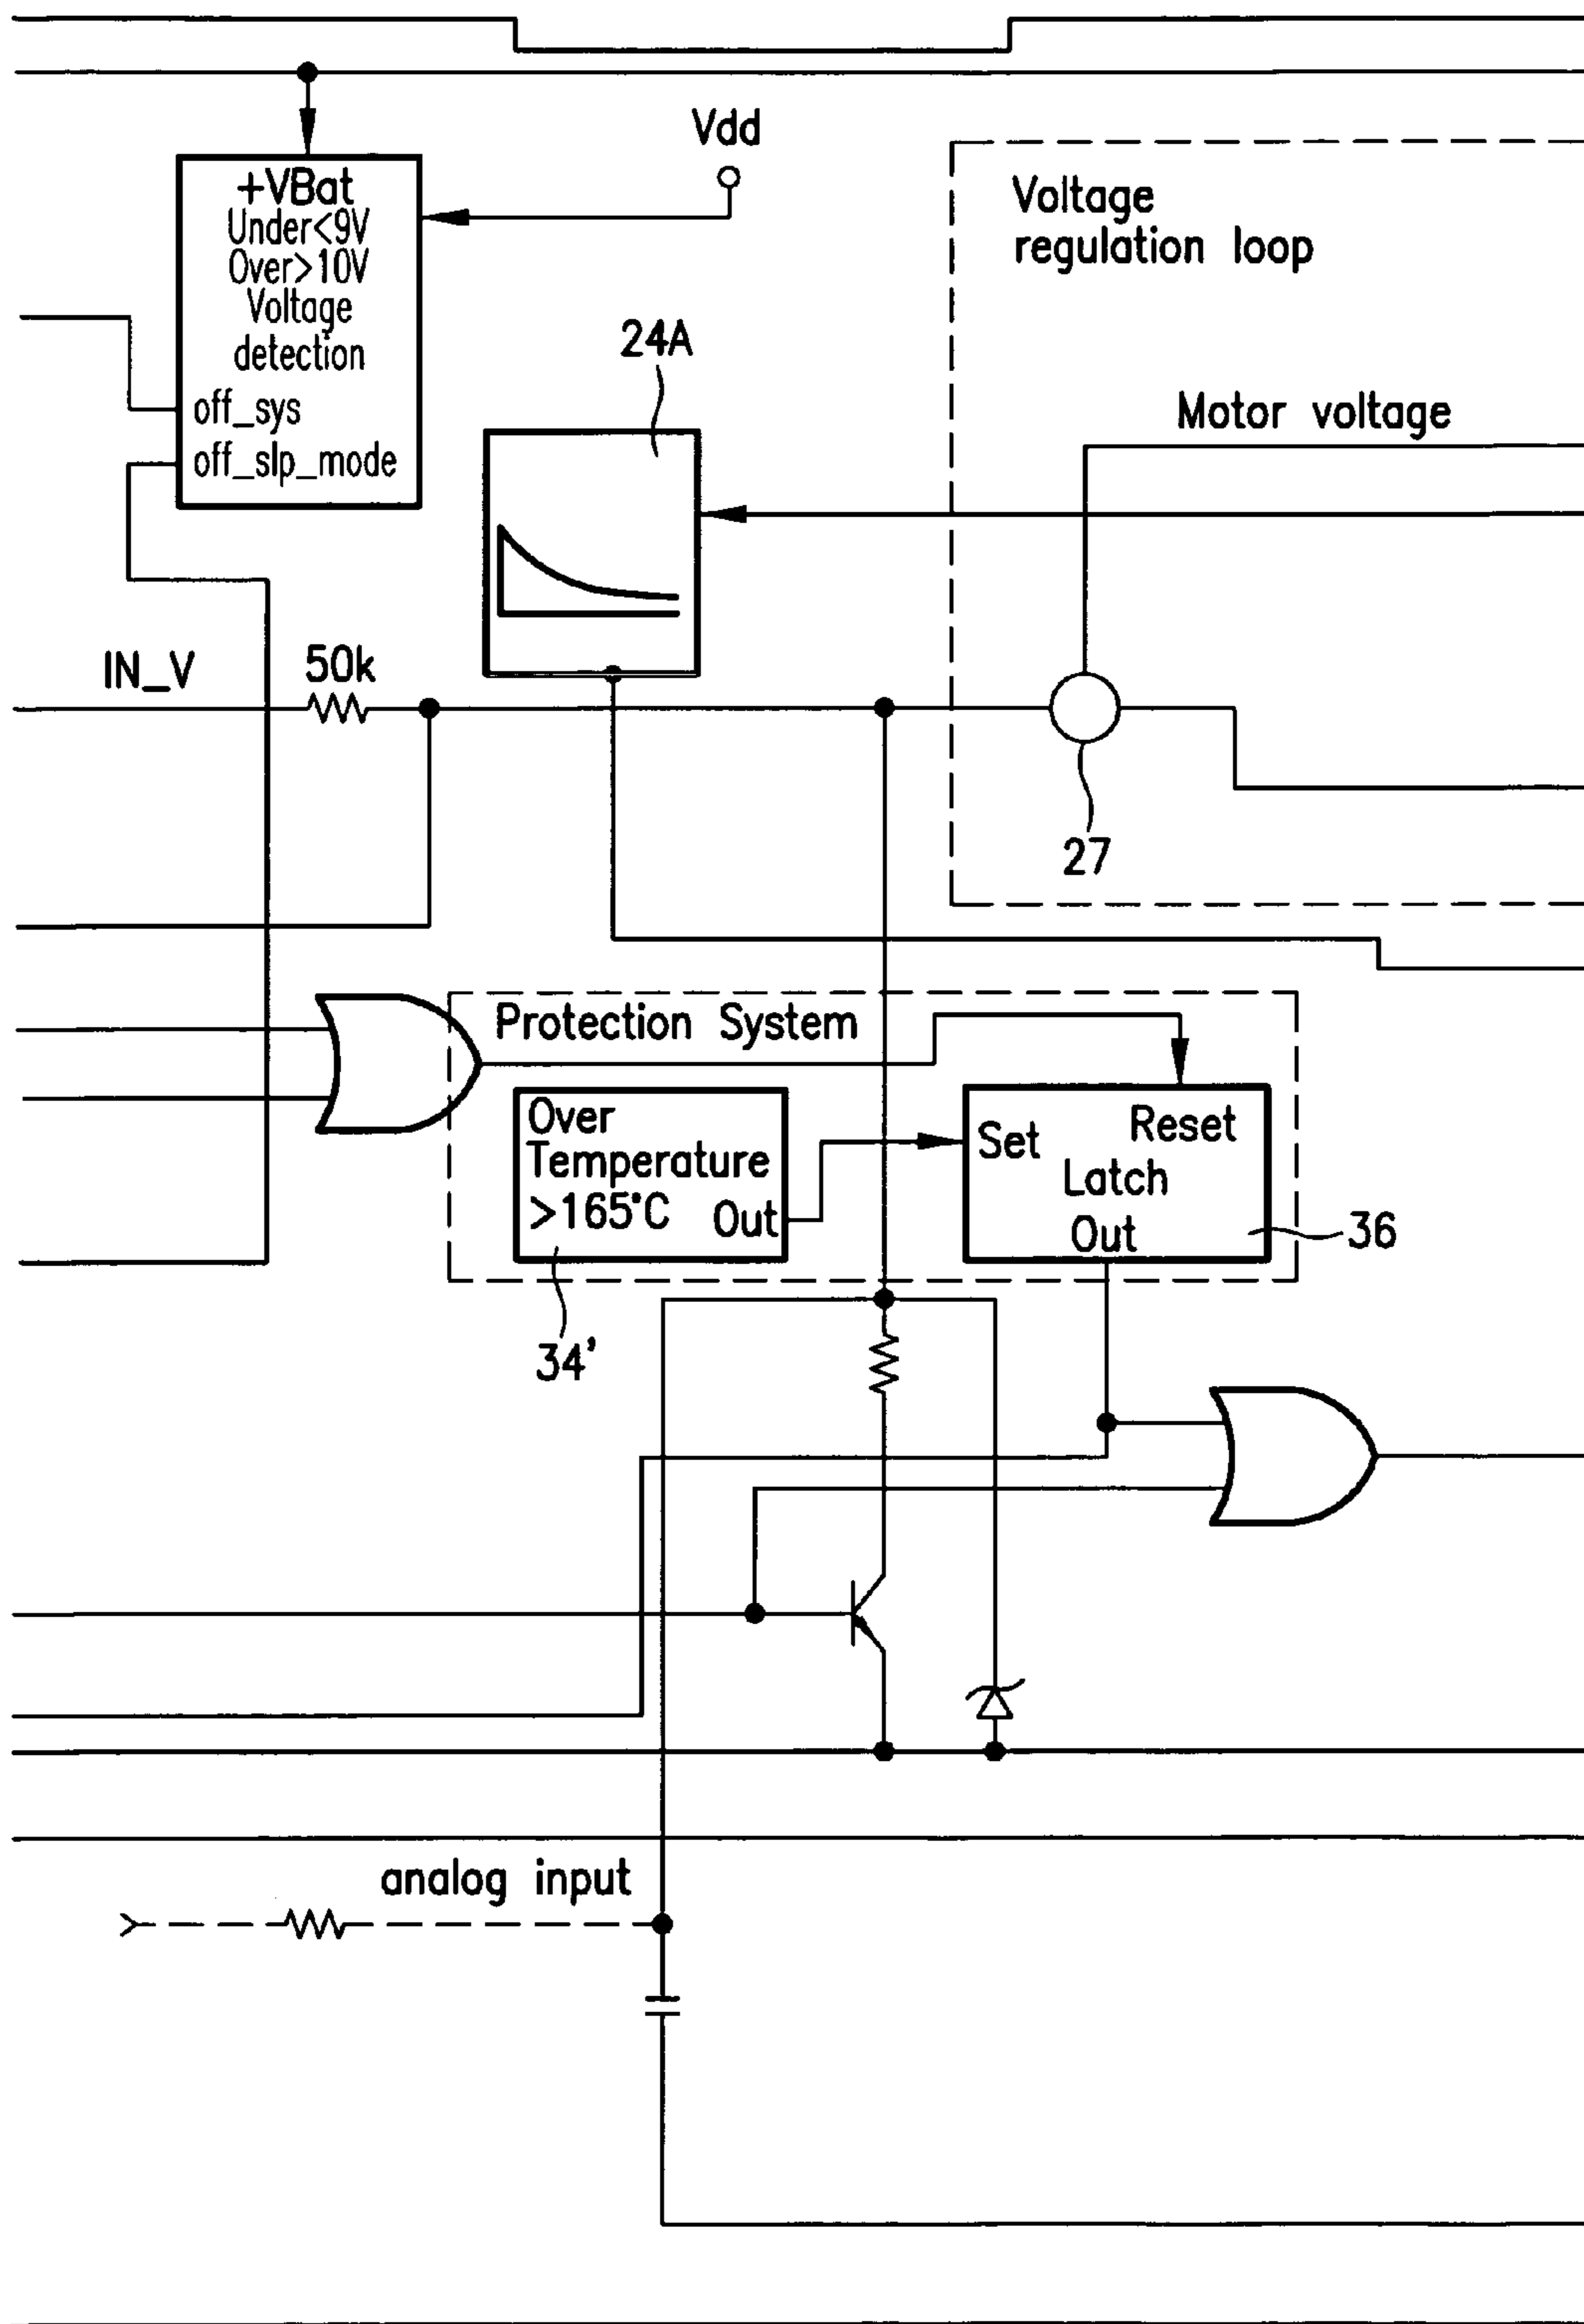 Vdd
+VBat
Under<9V
Over>10V
Voltage
detection
off_sys
off_slp_mode
Voltage
regulation loop
24A
Motor voltage
IN_V
50k
27
Protection System
Over
Temperature
>165°C
Out
Set
Reset
Latch
Out
36
34'
analog input